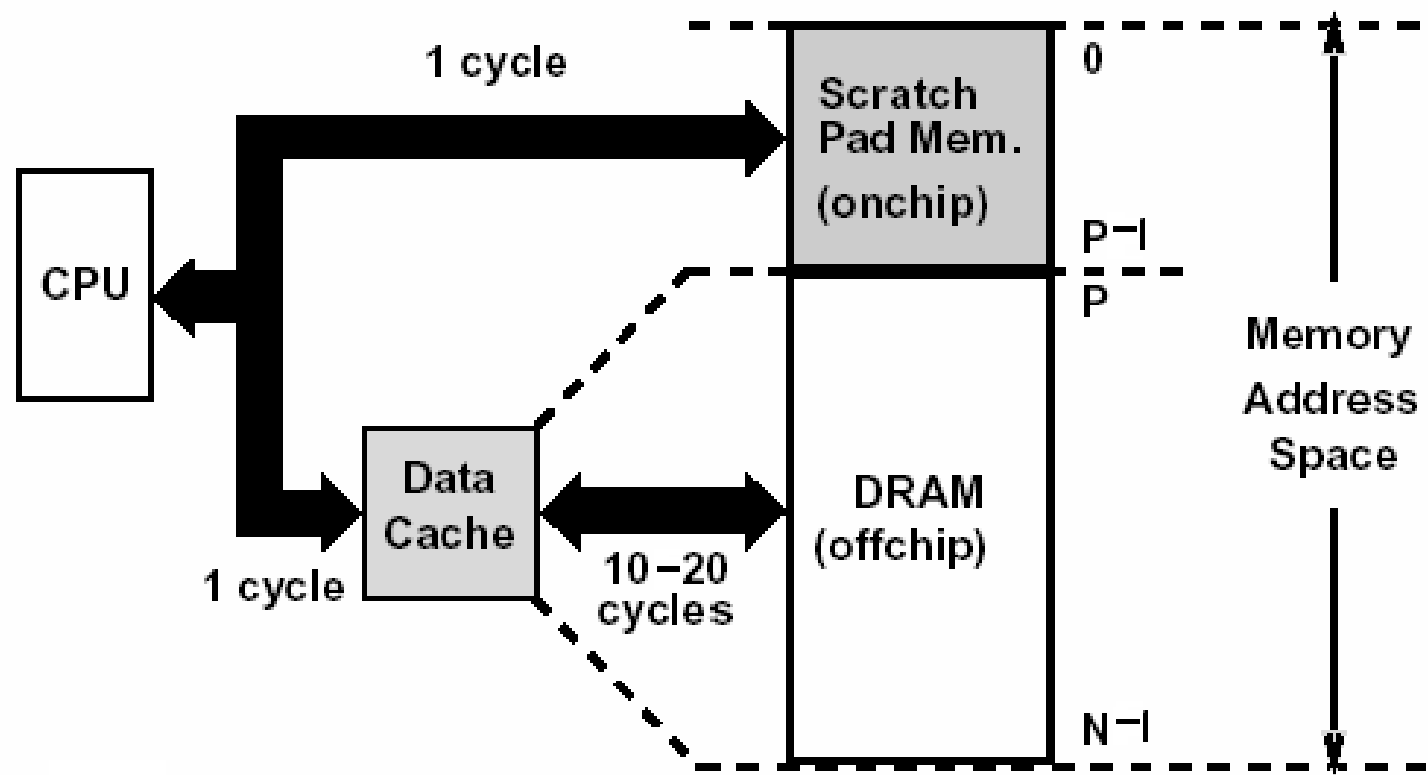 1 cycle
0
Scratch
Pad Mem.
(onchip)
P–1
CPU
P
Memory
Address
Space
Data
Cache
DRAM
(offchip)
10–20
cycles
1 cycle
N–1